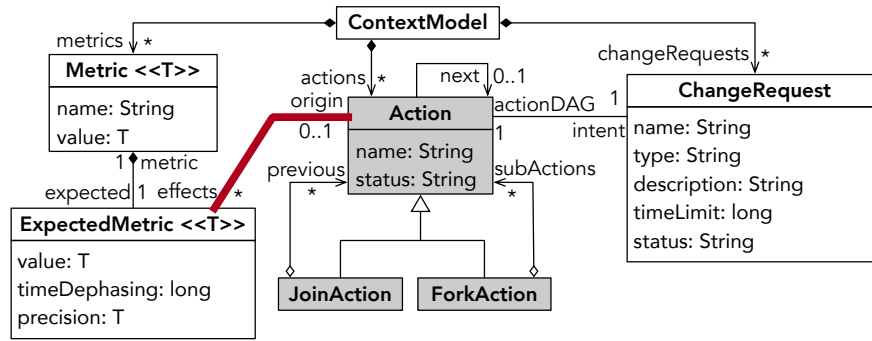 ContextModel
metrics
*
changeRequests
*
Metric <<T>>
name: String
value: T
actions
*
next
0..1
origin
0..1
Action
name: String
status: String
actionDAG
1
1
intent
ChangeRequest
name: String
type: String
description: String
timeLimit: long
status: String
1
metric
expected
1
effects
*
previous
*
subActions
*
ExpectedMetric <<T>>
value: T
timeDephasing: long
precision: T
JoinAction
ForkAction